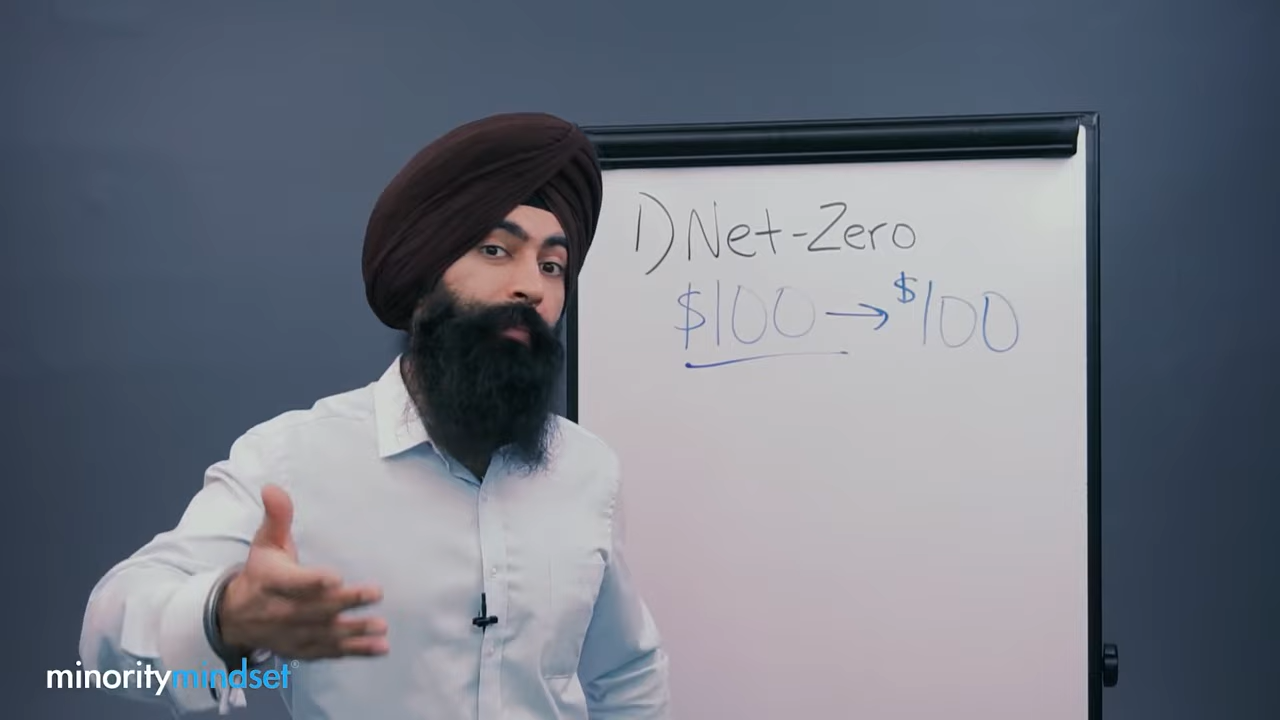 1) Net-Zero
$100 → $100
minoritymindset®